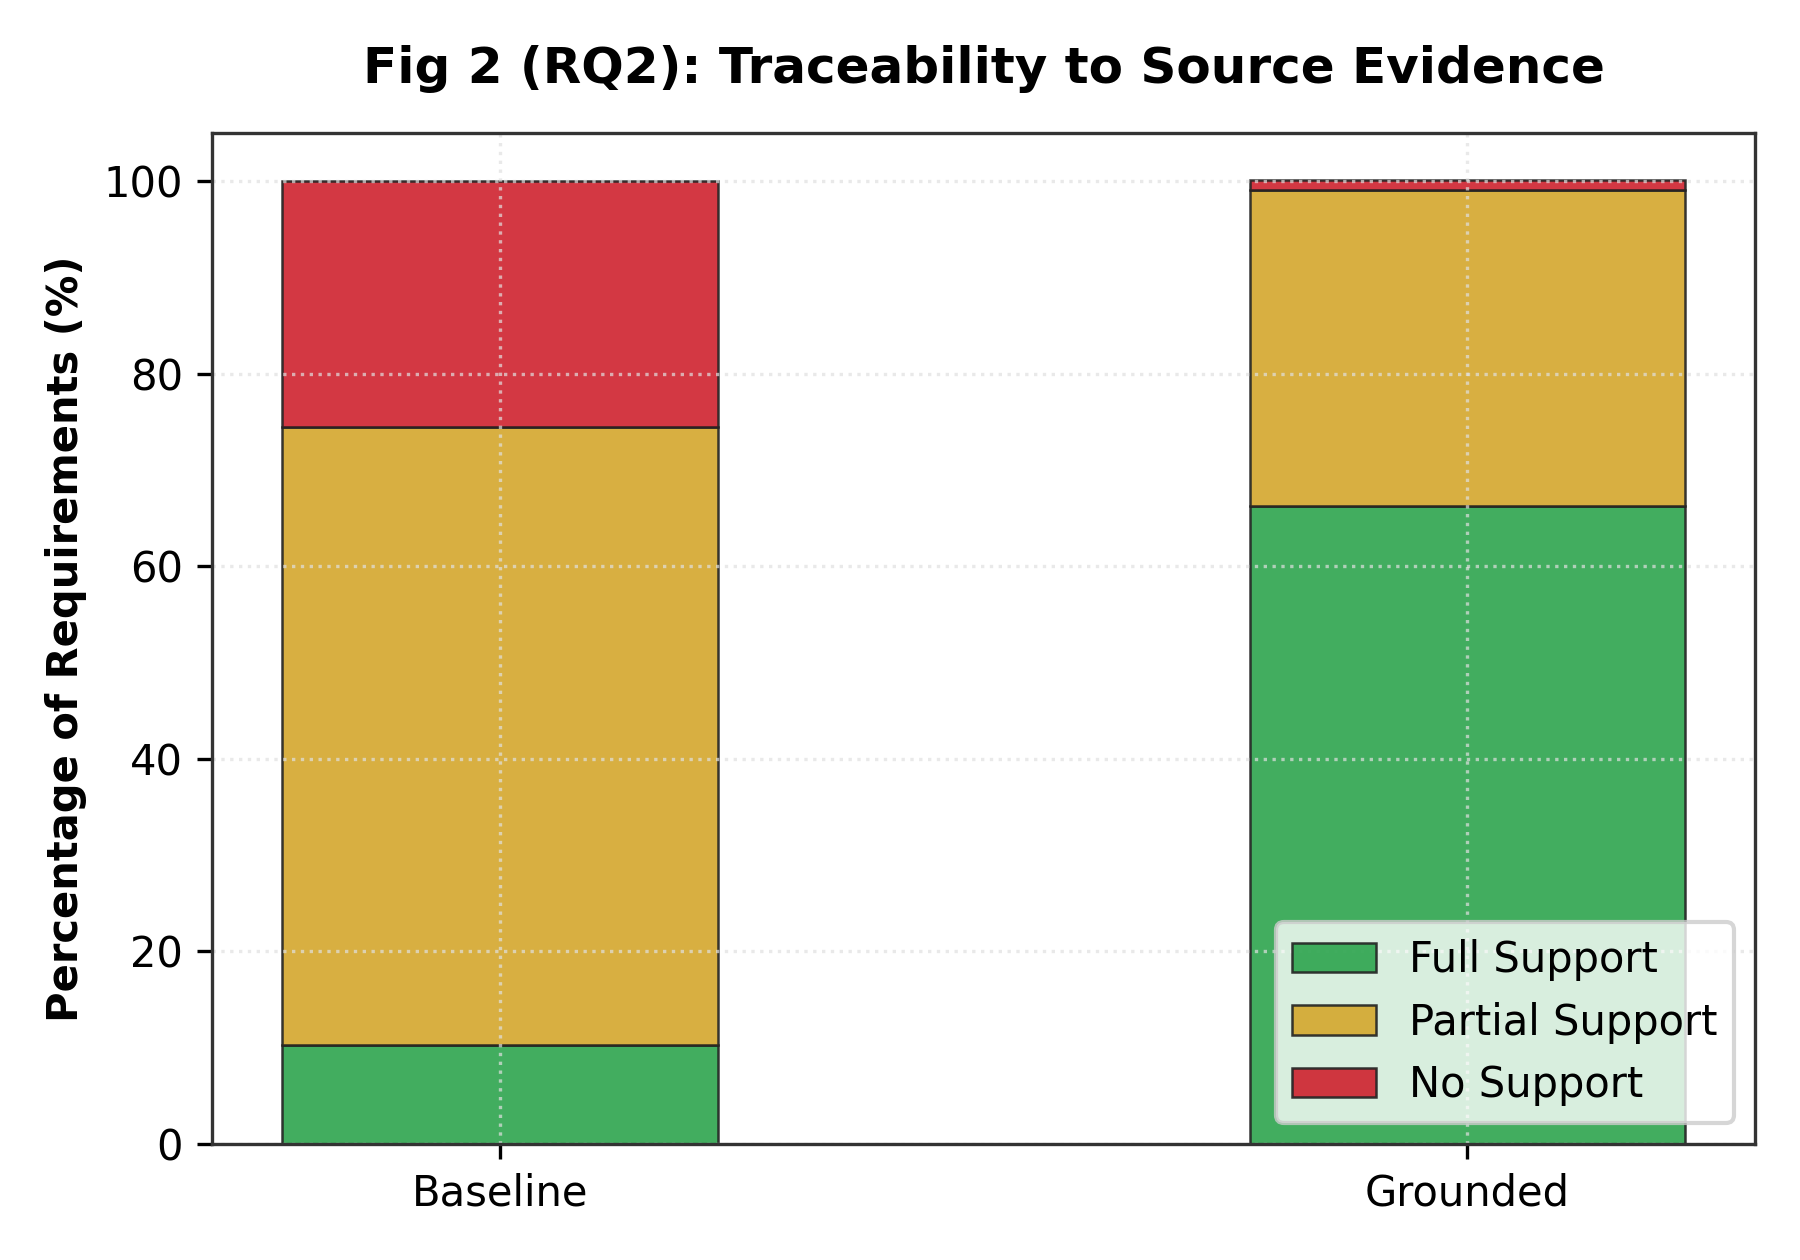 Fig 2 (RQ2): Traceability to Source Evidence
Percentage of Requirements (%)
100
80
60
40
20
0
Full Support
Partial Support
No Support
Baseline
Grounded